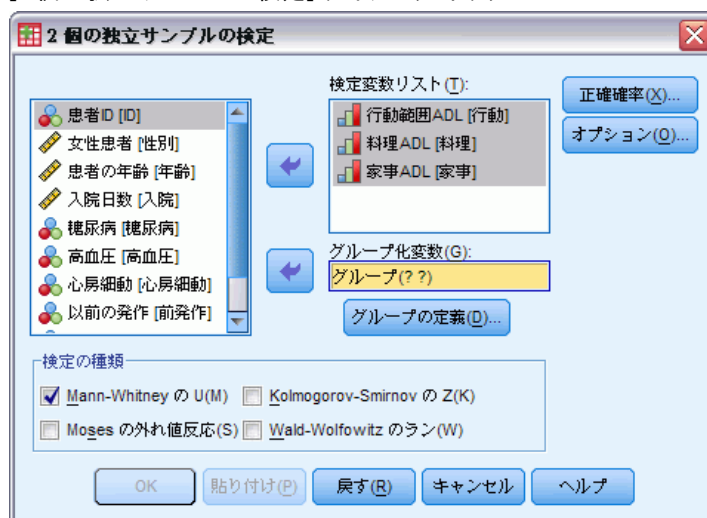 2 個の独立サンプルの検定
検定変数リスト(T):
患者ID [ID]
女性患者 [性別]
患者の年齢 [年齢]
入院日数 [入院]
糖尿病 [糖尿病]
高血圧 [高血圧]
心房細動 [心房細動]
以前の発作 [前発作]
行動範囲ADL [行動]
料理ADL [料理]
家事ADL [家事]
グループ化変数(G):
グループ(? ?)
グループの定義(D)...
正確確率(X)...
オプション(O)...
検定の種類
Mann-Whitney の U(M) Kolmogorov-Smirnov の Z(K)
Moses の外れ値反応(S) Wald-Wolfowitz のラン(W)
OK 貼り付け(P) 戻す(R) キャンセル ヘルプ